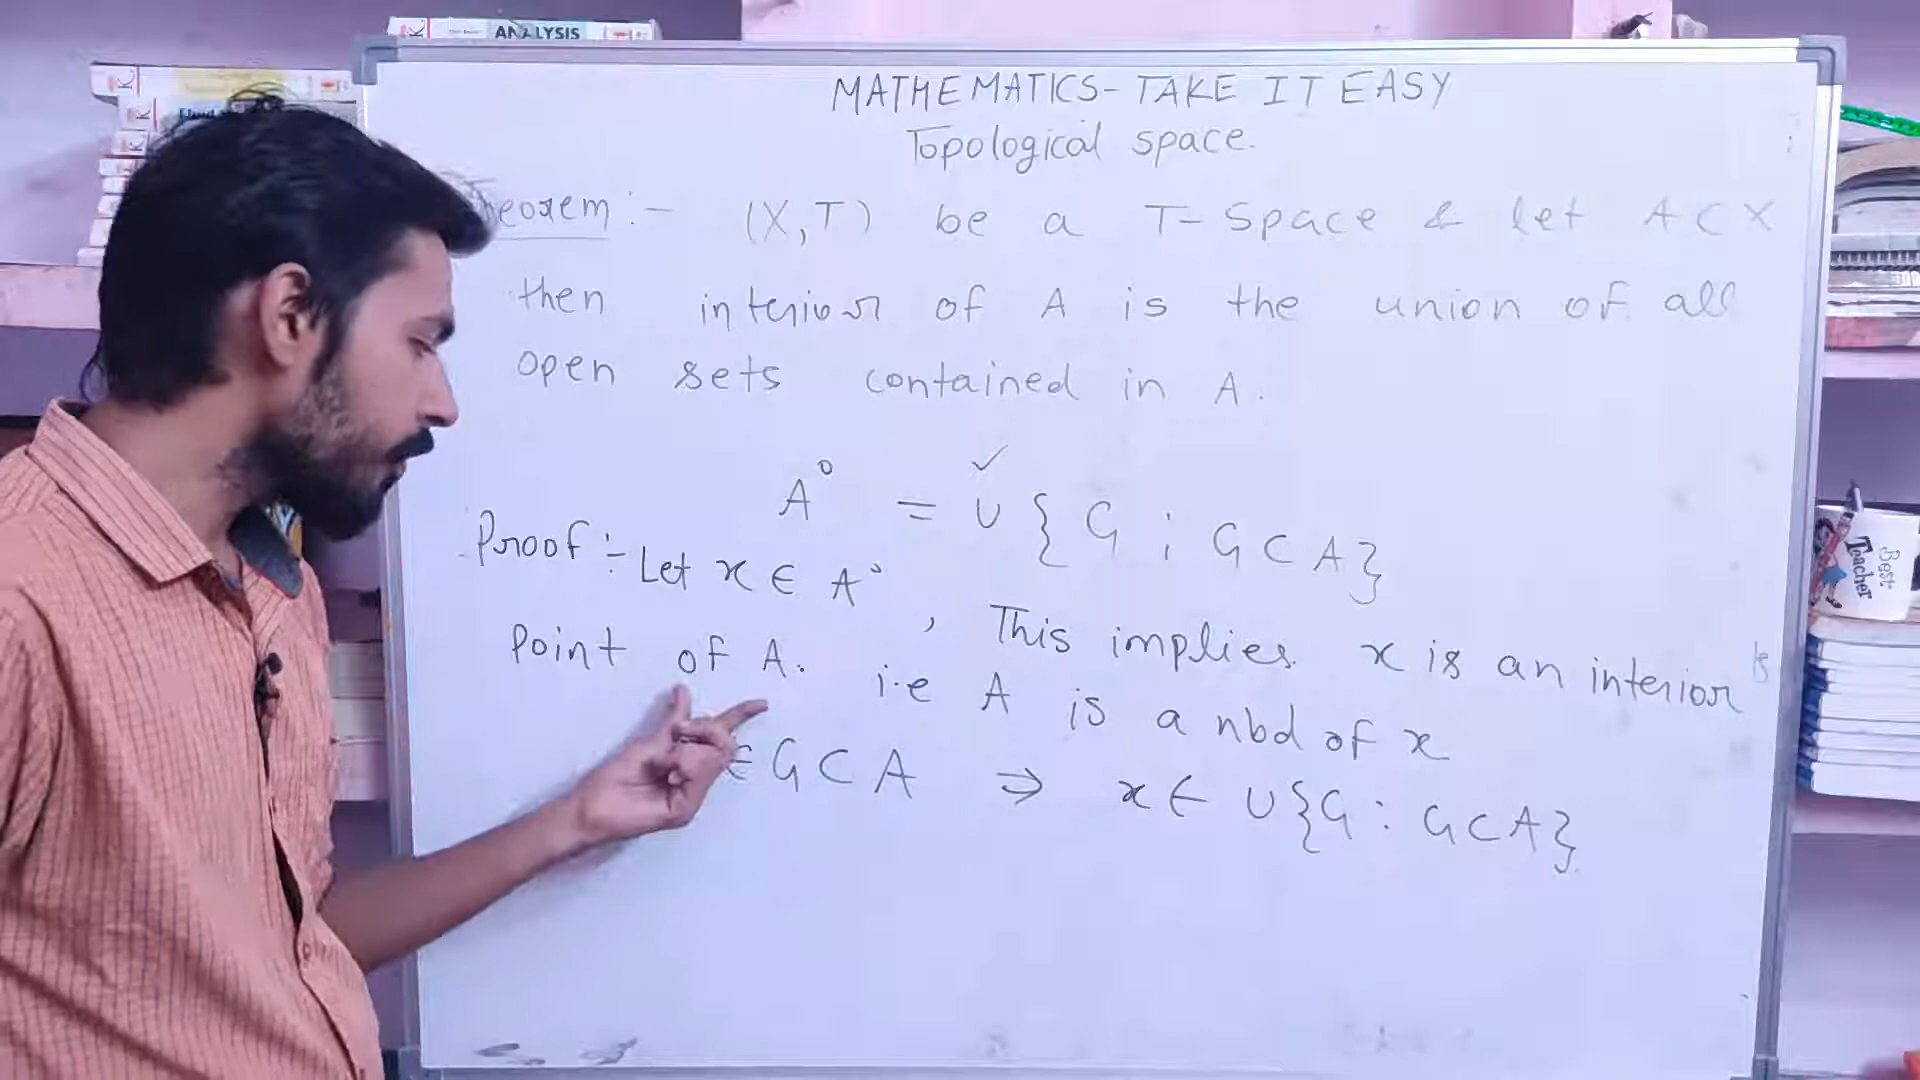 ANALYSIS
MATHEMATICS - TAKE IT EASY
Topological space.
Theorem :- (X,T) be a T-Space & let A ⊂ X
then interior of A is the union of all
open sets contained in A.
A° = ∪ { G ; G ⊂ A}
Proof :- Let x ∈ A° , This implies x is an interior
Point of A. i.e A is a nbd of x
∈ G ⊂ A ⇒ x ∈ ∪{G : G ⊂ A}
Best Teacher